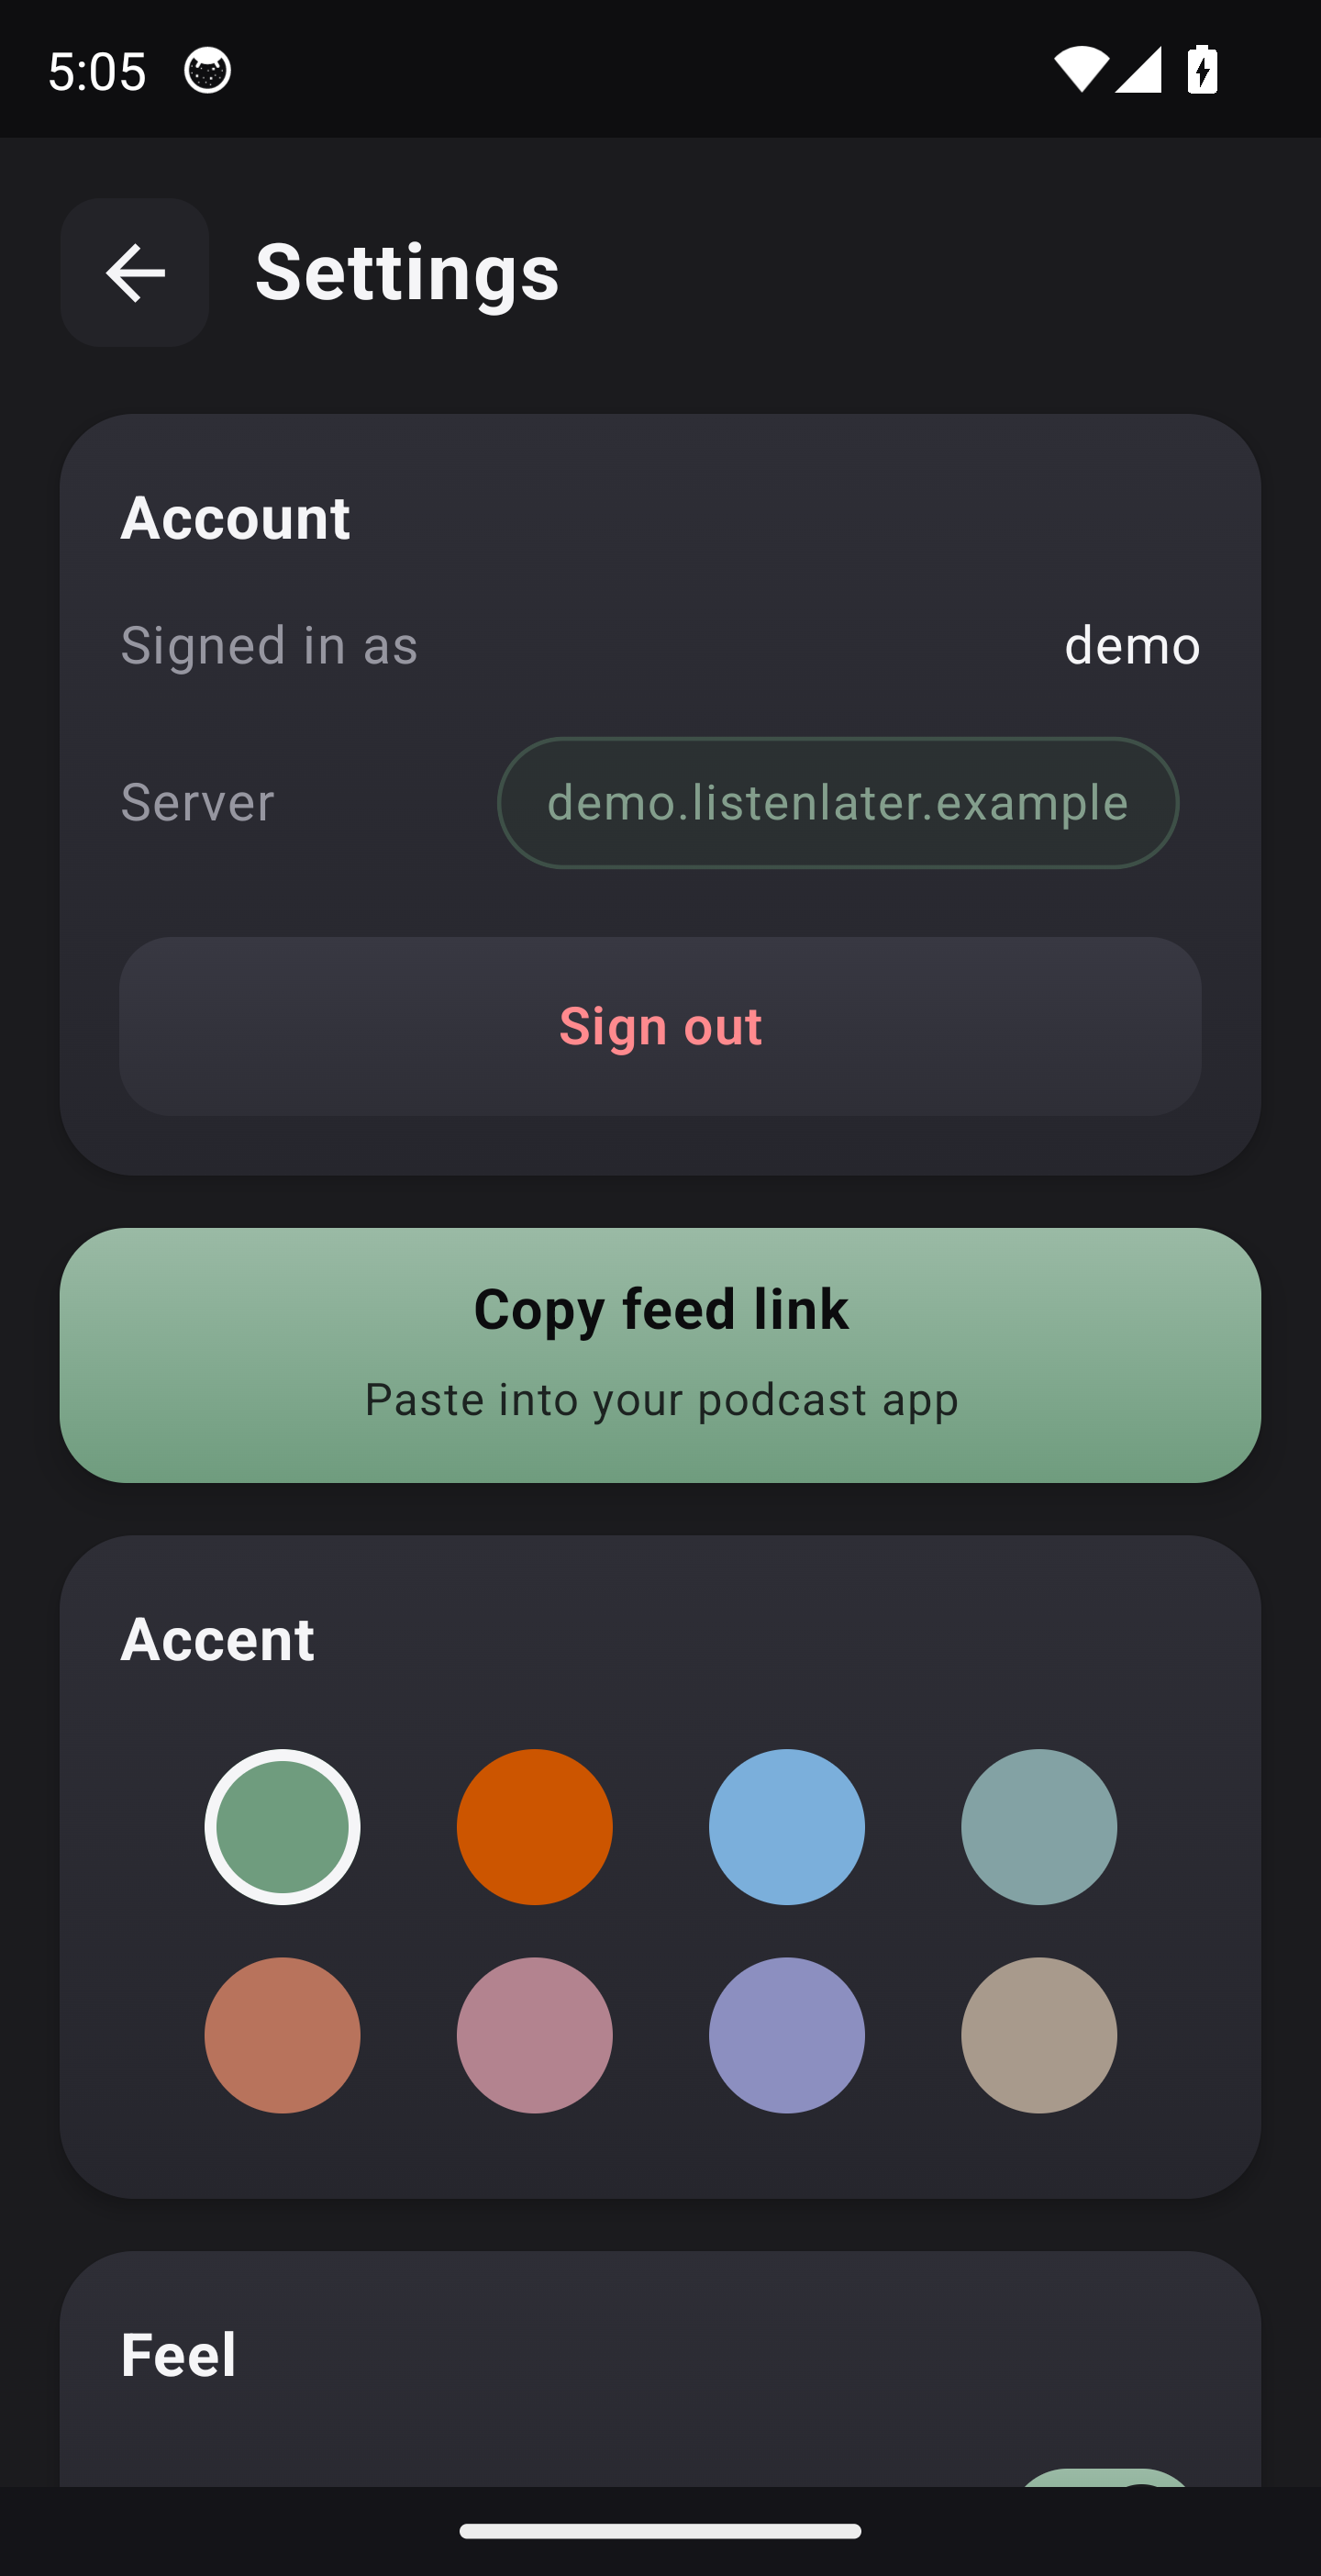 5:05
Settings
Account
Signed in as
demo
Server
demo.listenlater.example
Sign out
Copy feed link
Paste into your podcast app
Accent
Feel